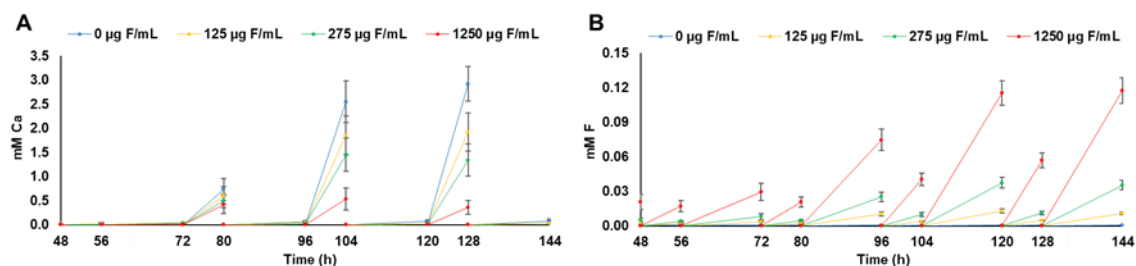 A
0 µg F/mL 125 µg F/mL 275 µg F/mL 1250 µg F/mL
3.5
3.0
2.5
2.0
1.5
1.0
0.5
0.0
mM Ca
48 56 72 80 96 104 120 128 144
Time (h)
B
0 µg F/mL 125 µg F/mL 275 µg F/mL 1250 µg F/mL
0.15
0.12
0.09
0.06
0.03
0.00
mM F
48 56 72 80 96 104 120 128 144
Time (h)